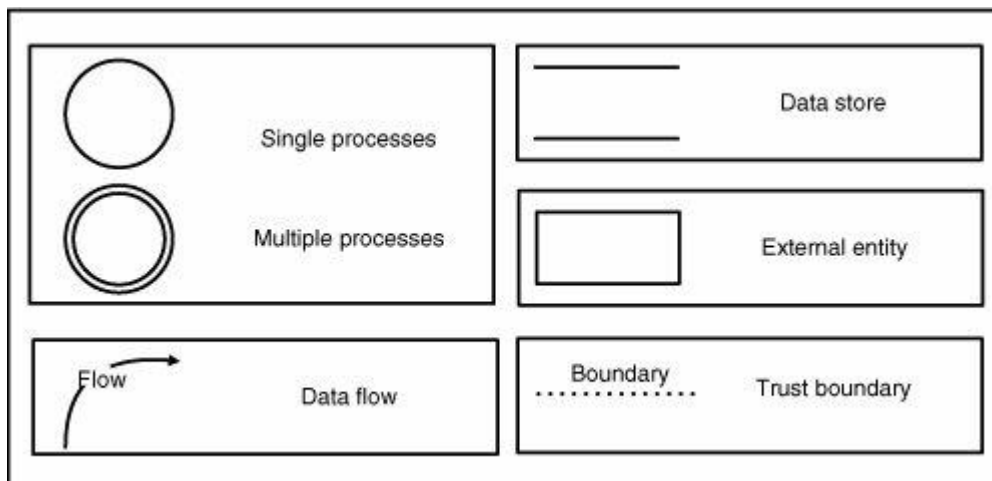 Single processes
Multiple processes
Data store
External entity
Flow
Data flow
Boundary
Trust boundary